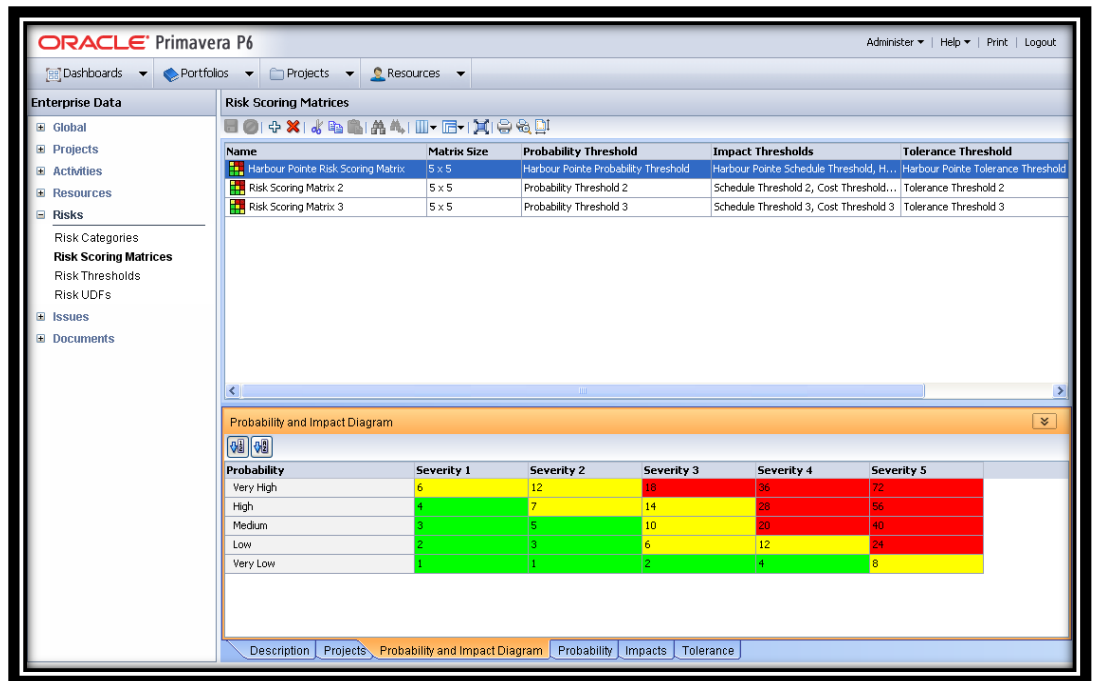 ORACLE® Primavera P6
Administer | Help | Print | Logout
Dashboards Portfolios Projects Resources
Enterprise Data
Global
Projects
Activities
Resources
Risks
Risk Categories
Risk Scoring Matrices
Risk Thresholds
Risk UDFs
Issues
Documents
Risk Scoring Matrices
Name Matrix Size Probability Threshold Impact Thresholds Tolerance Threshold
Harbour Pointe Risk Scoring Matrix 5 x 5 Harbour Pointe Probability Threshold Harbour Pointe Schedule Threshold, H... Harbour Pointe Tolerance Threshold
Risk Scoring Matrix 2 5 x 5 Probability Threshold 2 Schedule Threshold 2, Cost Threshold... Tolerance Threshold 2
Risk Scoring Matrix 3 5 x 5 Probability Threshold 3 Schedule Threshold 3, Cost Threshold 3 Tolerance Threshold 3
Probability and Impact Diagram
Probability Severity 1 Severity 2 Severity 3 Severity 4 Severity 5
Very High 6 12 18 36 72
High 4 7 14 28 56
Medium 3 5 10 20 40
Low 2 3 6 12 24
Very Low 1 1 2 4 8
Description Projects Probability and Impact Diagram Probability Impacts Tolerance